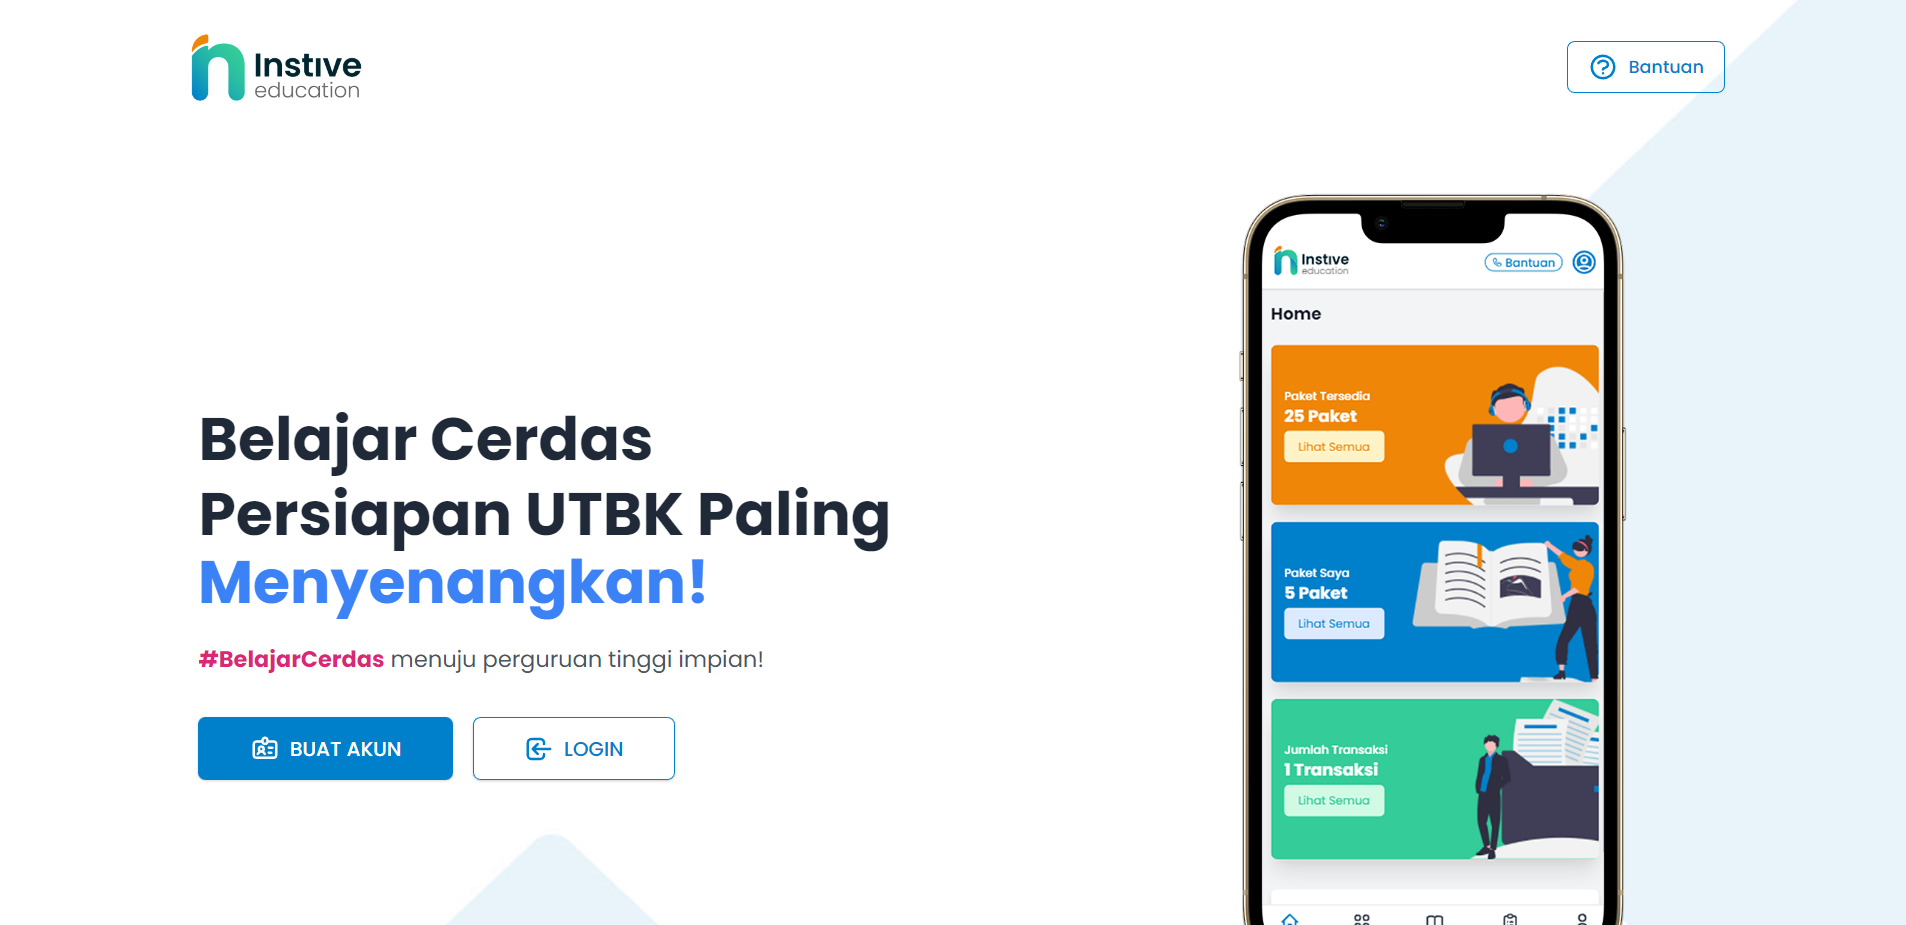 Instive
education
Bantuan
Belajar Cerdas
Persiapan UTBK Paling
Menyenangkan!
#BelajarCerdas menuju perguruan tinggi impian!
BUAT AKUN
LOGIN
Instive
education
Bantuan
Home
Paket Tersedia
25 Paket
Lihat Semua
Paket Saya
5 Paket
Lihat Semua
Jumlah Transaksi
1 Transaksi
Lihat Semua